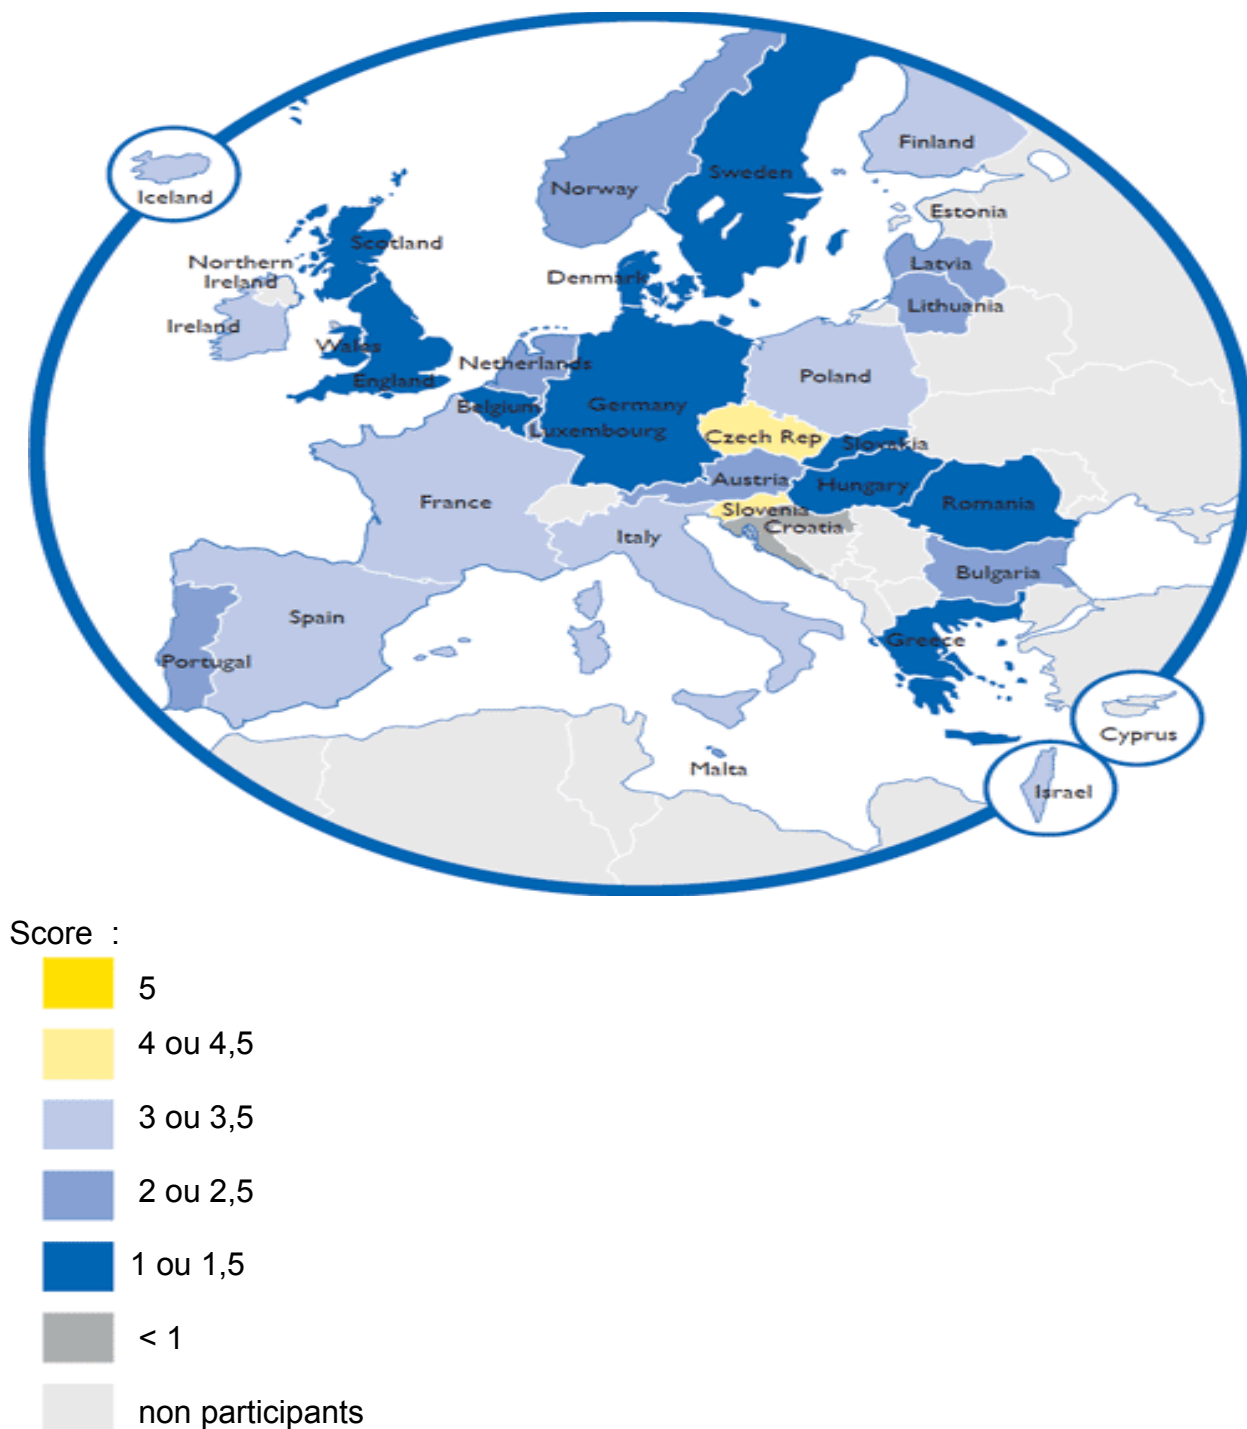 Finland
Sweden
Norway
Iceland
Estonia
Scotland
Latvia
Northern
Ireland
Denmark
Lithuania
Ireland
Wales
Netherlands
Poland
England
Belgium
Germany
Luxembourg
Czech Rep
Slovakia
Austria
Hungary
France
Romania
Slovenia
Croatia
Italy
Bulgaria
Spain
Greece
Portugal
Cyprus
Malta
Israel
Score :
5
4 ou 4,5
3 ou 3,5
2 ou 2,5
1 ou 1,5
< 1
non participants